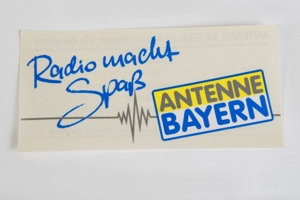 Radio macht
Spaß
ANTENNE
BAYERN